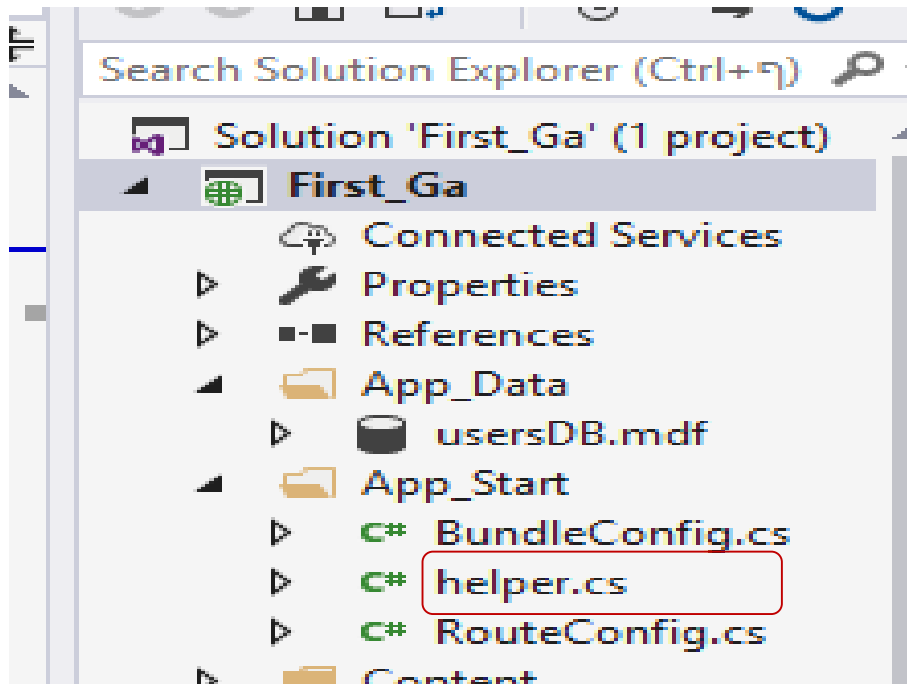 Search Solution Explorer (Ctrl+ף)
Solution 'First_Ga' (1 project)
First_Ga
Connected Services
Properties
References
App_Data
usersDB.mdf
App_Start
C# BundleConfig.cs
C# helper.cs
C# RouteConfig.cs
Content